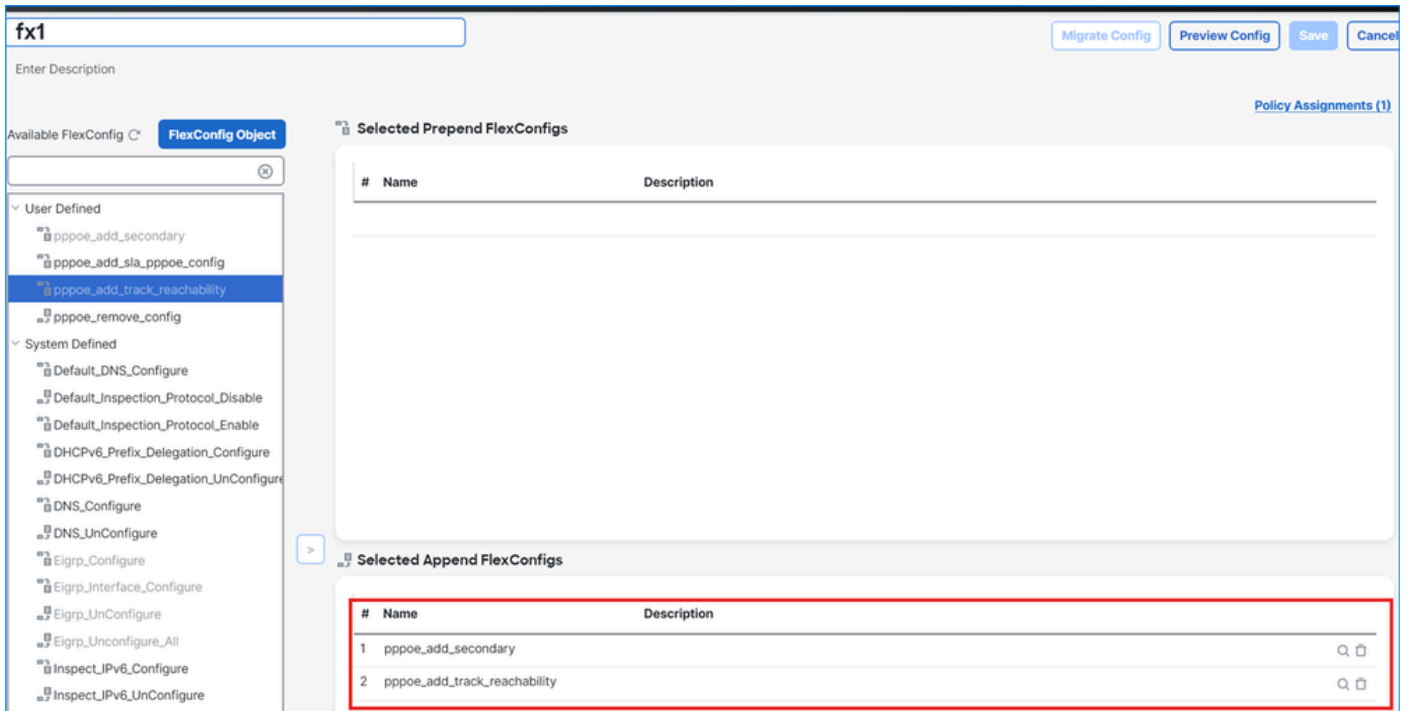 fx1
Migrate Config Preview Config Save Cancel
Enter Description
Policy Assignments (1)
Available FlexConfig FlexConfig Object
User Defined
pppoe_add_secondary
pppoe_add_sla_pppoe_config
pppoe_add_track_reachability
pppoe_remove_config
System Defined
Default_DNS_Configure
Default_Inspection_Protocol_Disable
Default_Inspection_Protocol_Enable
DHCPv6_Prefix_Delegation_Configure
DHCPv6_Prefix_Delegation_UnConfigure
DNS_Configure
DNS_UnConfigure
Eigrp_Configure
Eigrp_Interface_Configure
Eigrp_UnConfigure
Eigrp_Unconfigure_All
Inspect_IPv6_Configure
Inspect_IPv6_UnConfigure
>
Selected Prepend FlexConfigs
# Name Description
Selected Append FlexConfigs
# Name Description
1 pppoe_add_secondary
2 pppoe_add_track_reachability